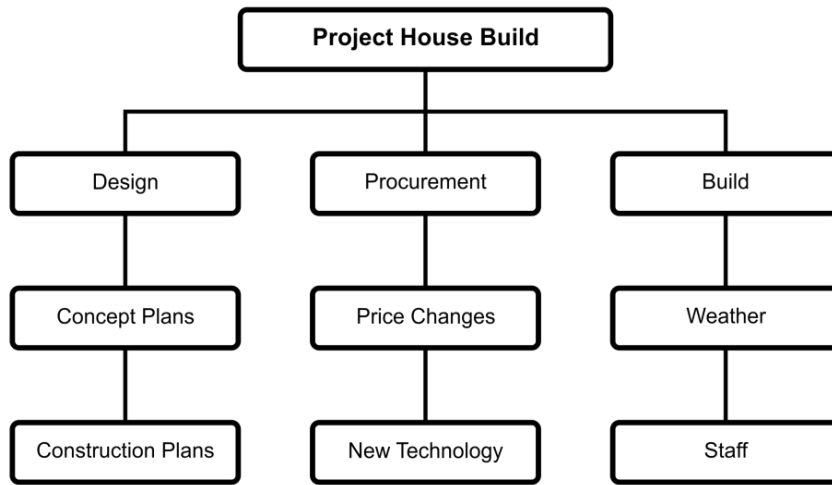 Project House Build
Design
Procurement
Build
Concept Plans
Price Changes
Weather
Construction Plans
New Technology
Staff